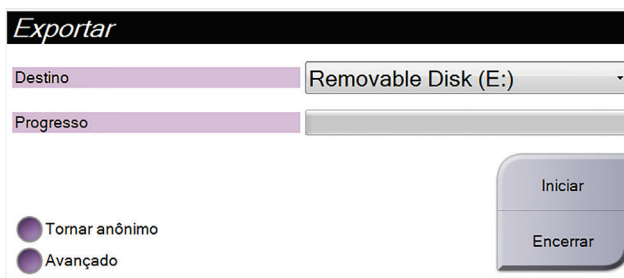 Exportar
Destino
Removable Disk (E:)
Progresso
Iniciar
Tornar anônimo
Encerrar
Avançado